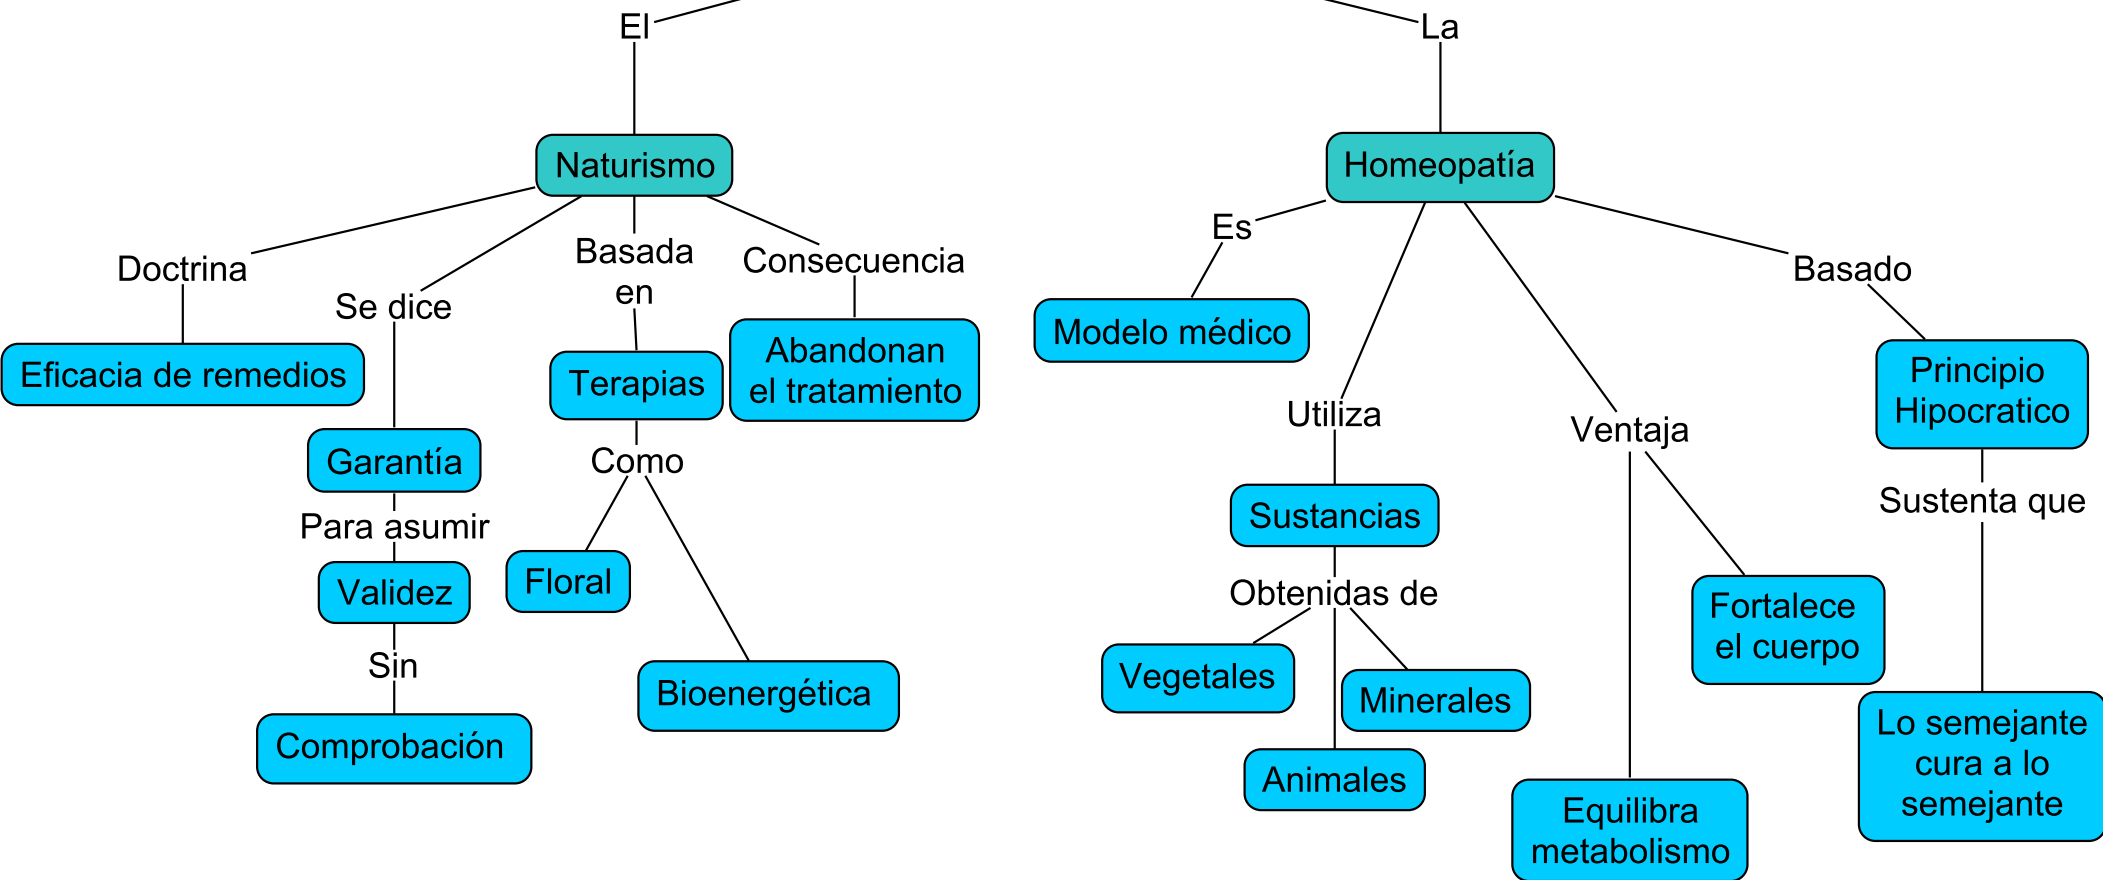 El
La
Naturismo
Homeopatía
Doctrina
Se dice
Basada
en
Consecuencia
Es
Basado
Eficacia de remedios
Garantía
Para asumir
Validez
Sin
Comprobación
Terapias
Como
Floral
Bioenergética
Abandonan
el tratamiento
Modelo médico
Utiliza
Sustancias
Obtenidas de
Vegetales
Minerales
Animales
Ventaja
Fortalece
el cuerpo
Equilibra
metabolismo
Principio
Hipocratico
Sustenta que
Lo semejante
cura a lo
semejante